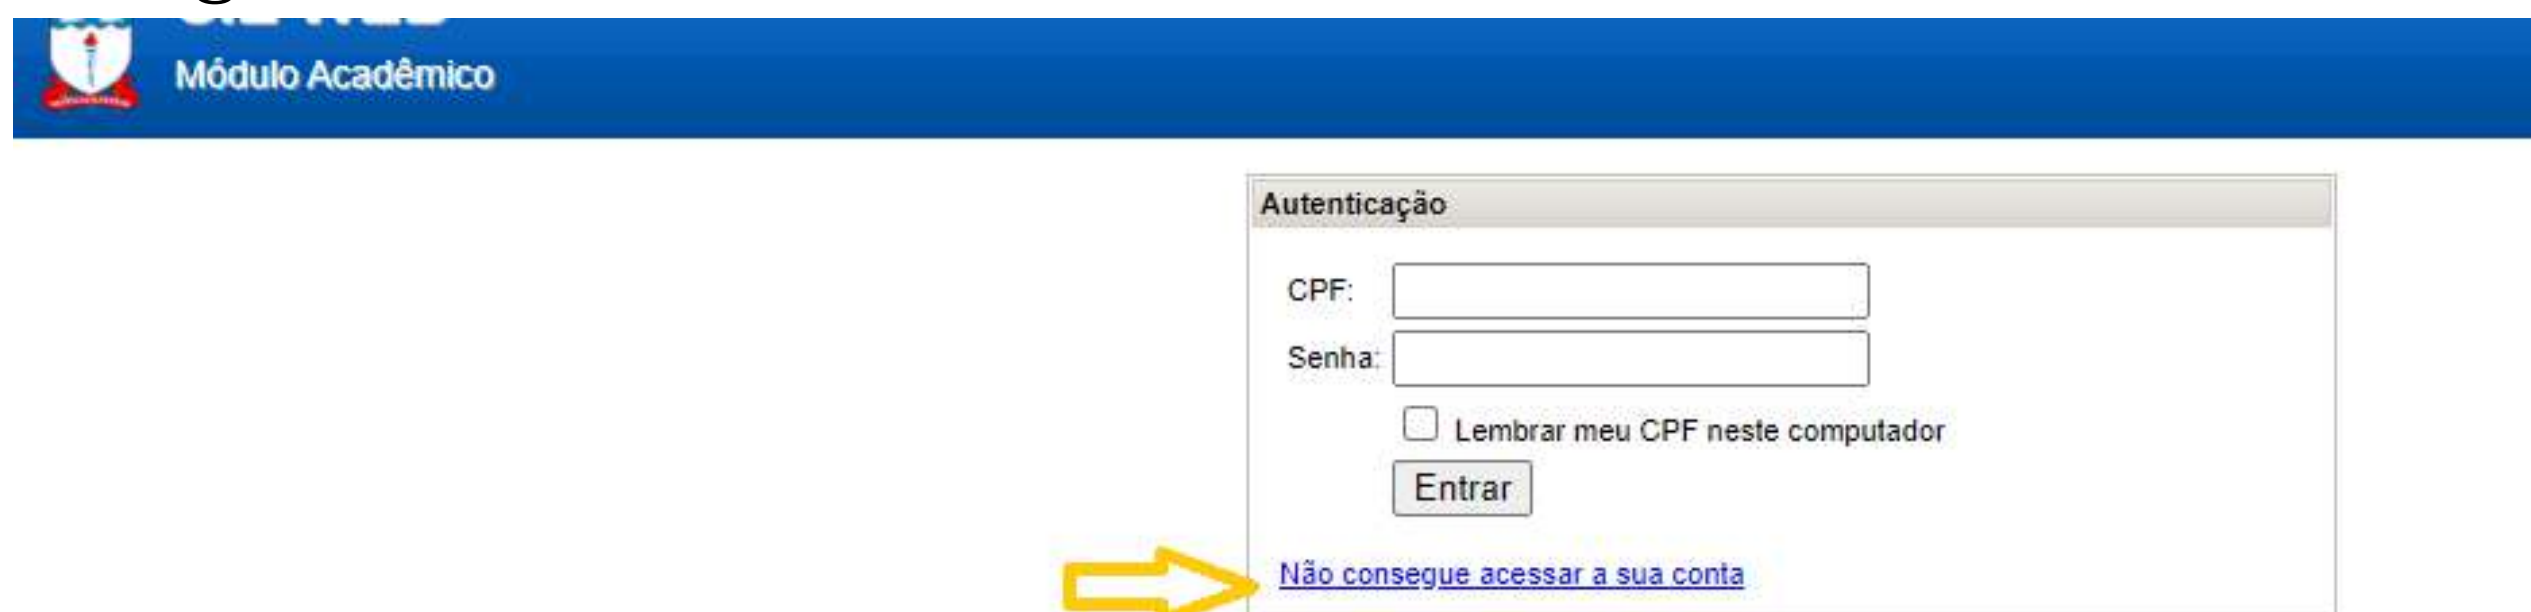 Módulo Acadêmico
Autenticação
CPF:
Senha:
Lembrar meu CPF neste computador
Entrar
Não consegue acessar a sua conta